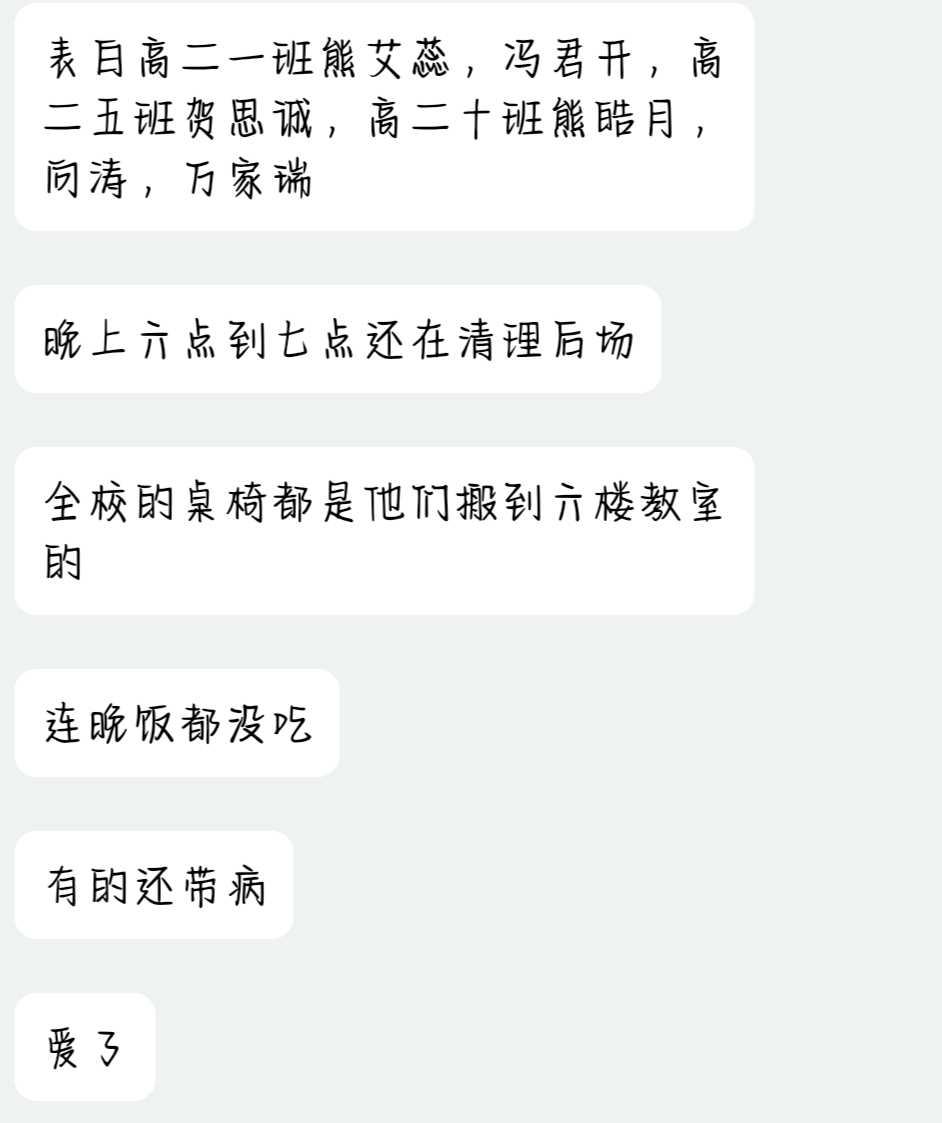 表白高二一班熊艾蕊，冯君开，高
二五班贺思诚，高二十班熊皓月，
向涛，万家瑞
晚上六点到七点还在清理后场
全校的桌椅都是他们搬到六楼教室
的
连晚饭都没吃
有的还带病
爱了